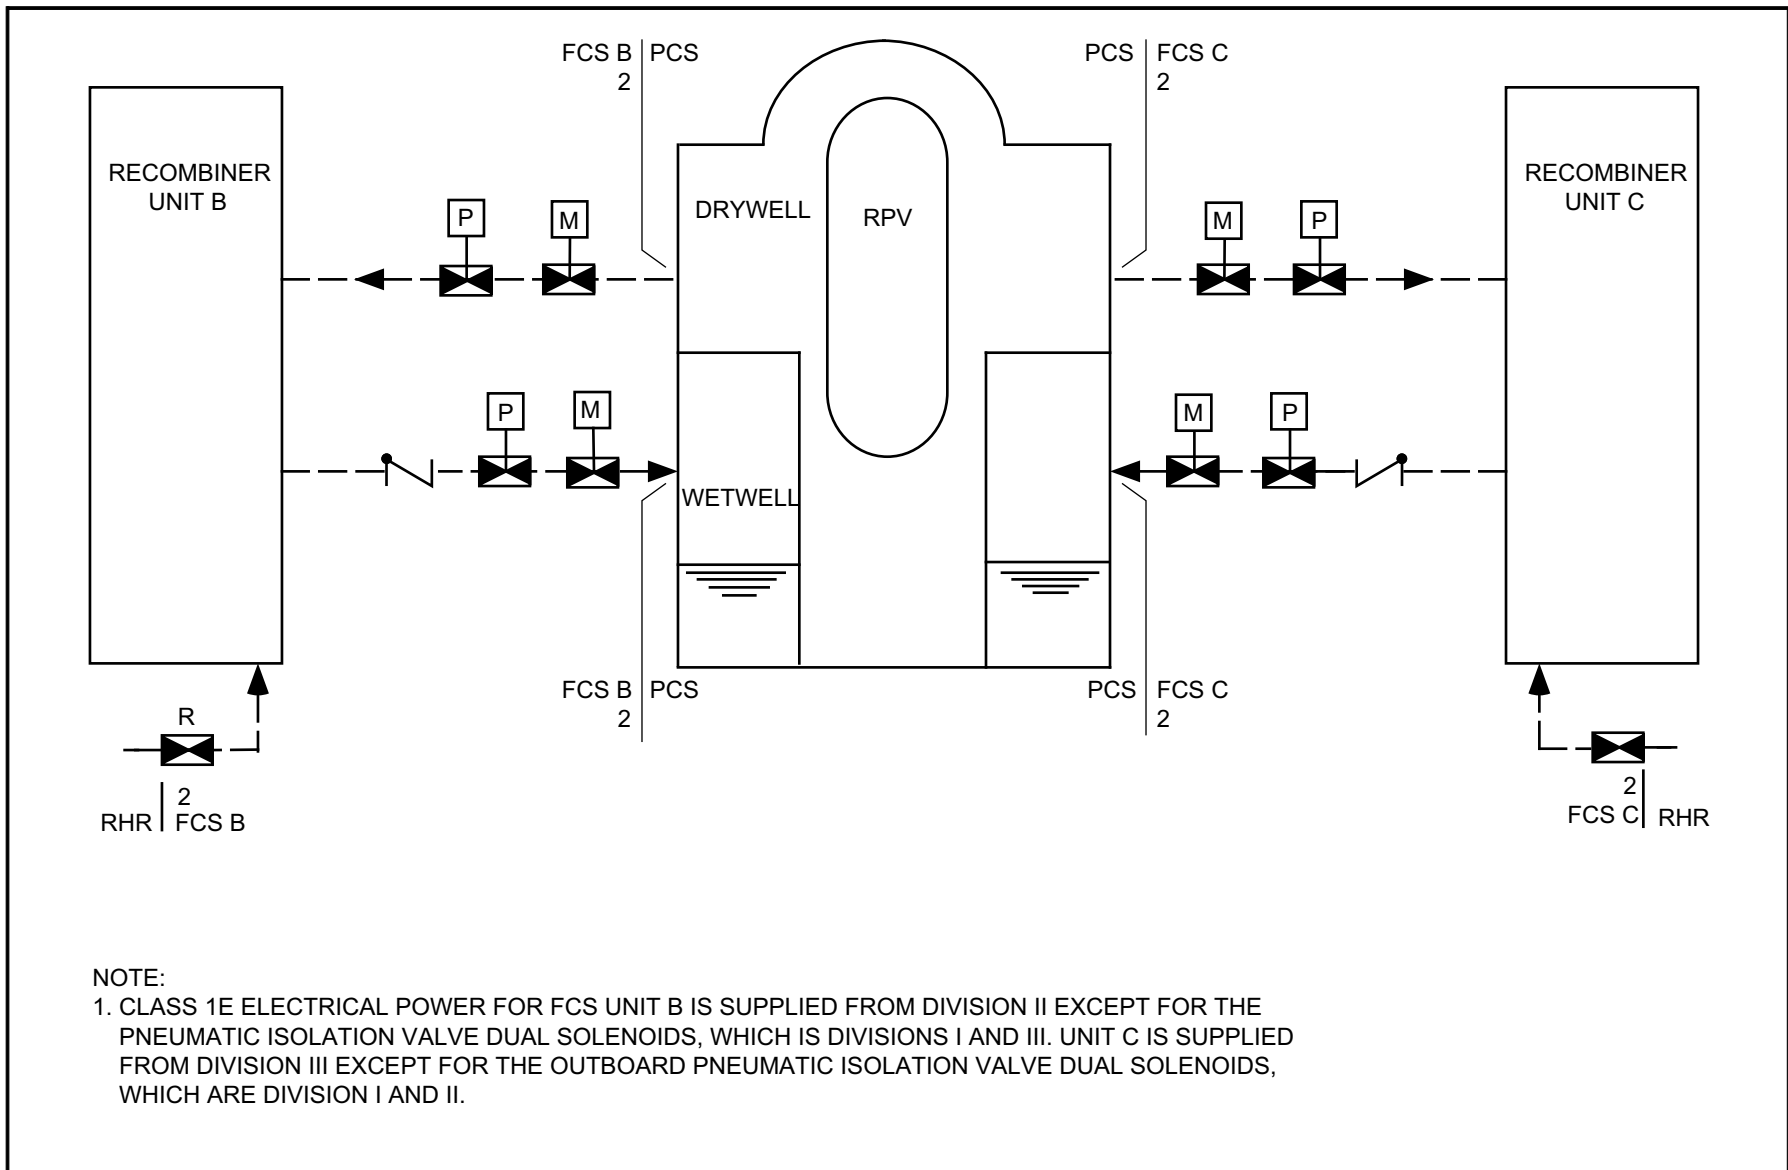 FCS B PCS
2
PCS FCS C
2
RECOMBINER
UNIT B
RECOMBINER
UNIT C
P
M
DRYWELL
RPV
M
P
P
M
M
P
WETWELL
FCS B PCS
2
PCS FCS C
2
R
2
RHR FCS B
2
FCS C RHR
NOTE:
1. CLASS 1E ELECTRICAL POWER FOR FCS UNIT B IS SUPPLIED FROM DIVISION II EXCEPT FOR THE
PNEUMATIC ISOLATION VALVE DUAL SOLENOIDS, WHICH IS DIVISIONS I AND III. UNIT C IS SUPPLIED
FROM DIVISION III EXCEPT FOR THE OUTBOARD PNEUMATIC ISOLATION VALVE DUAL SOLENOIDS,
WHICH ARE DIVISION I AND II.